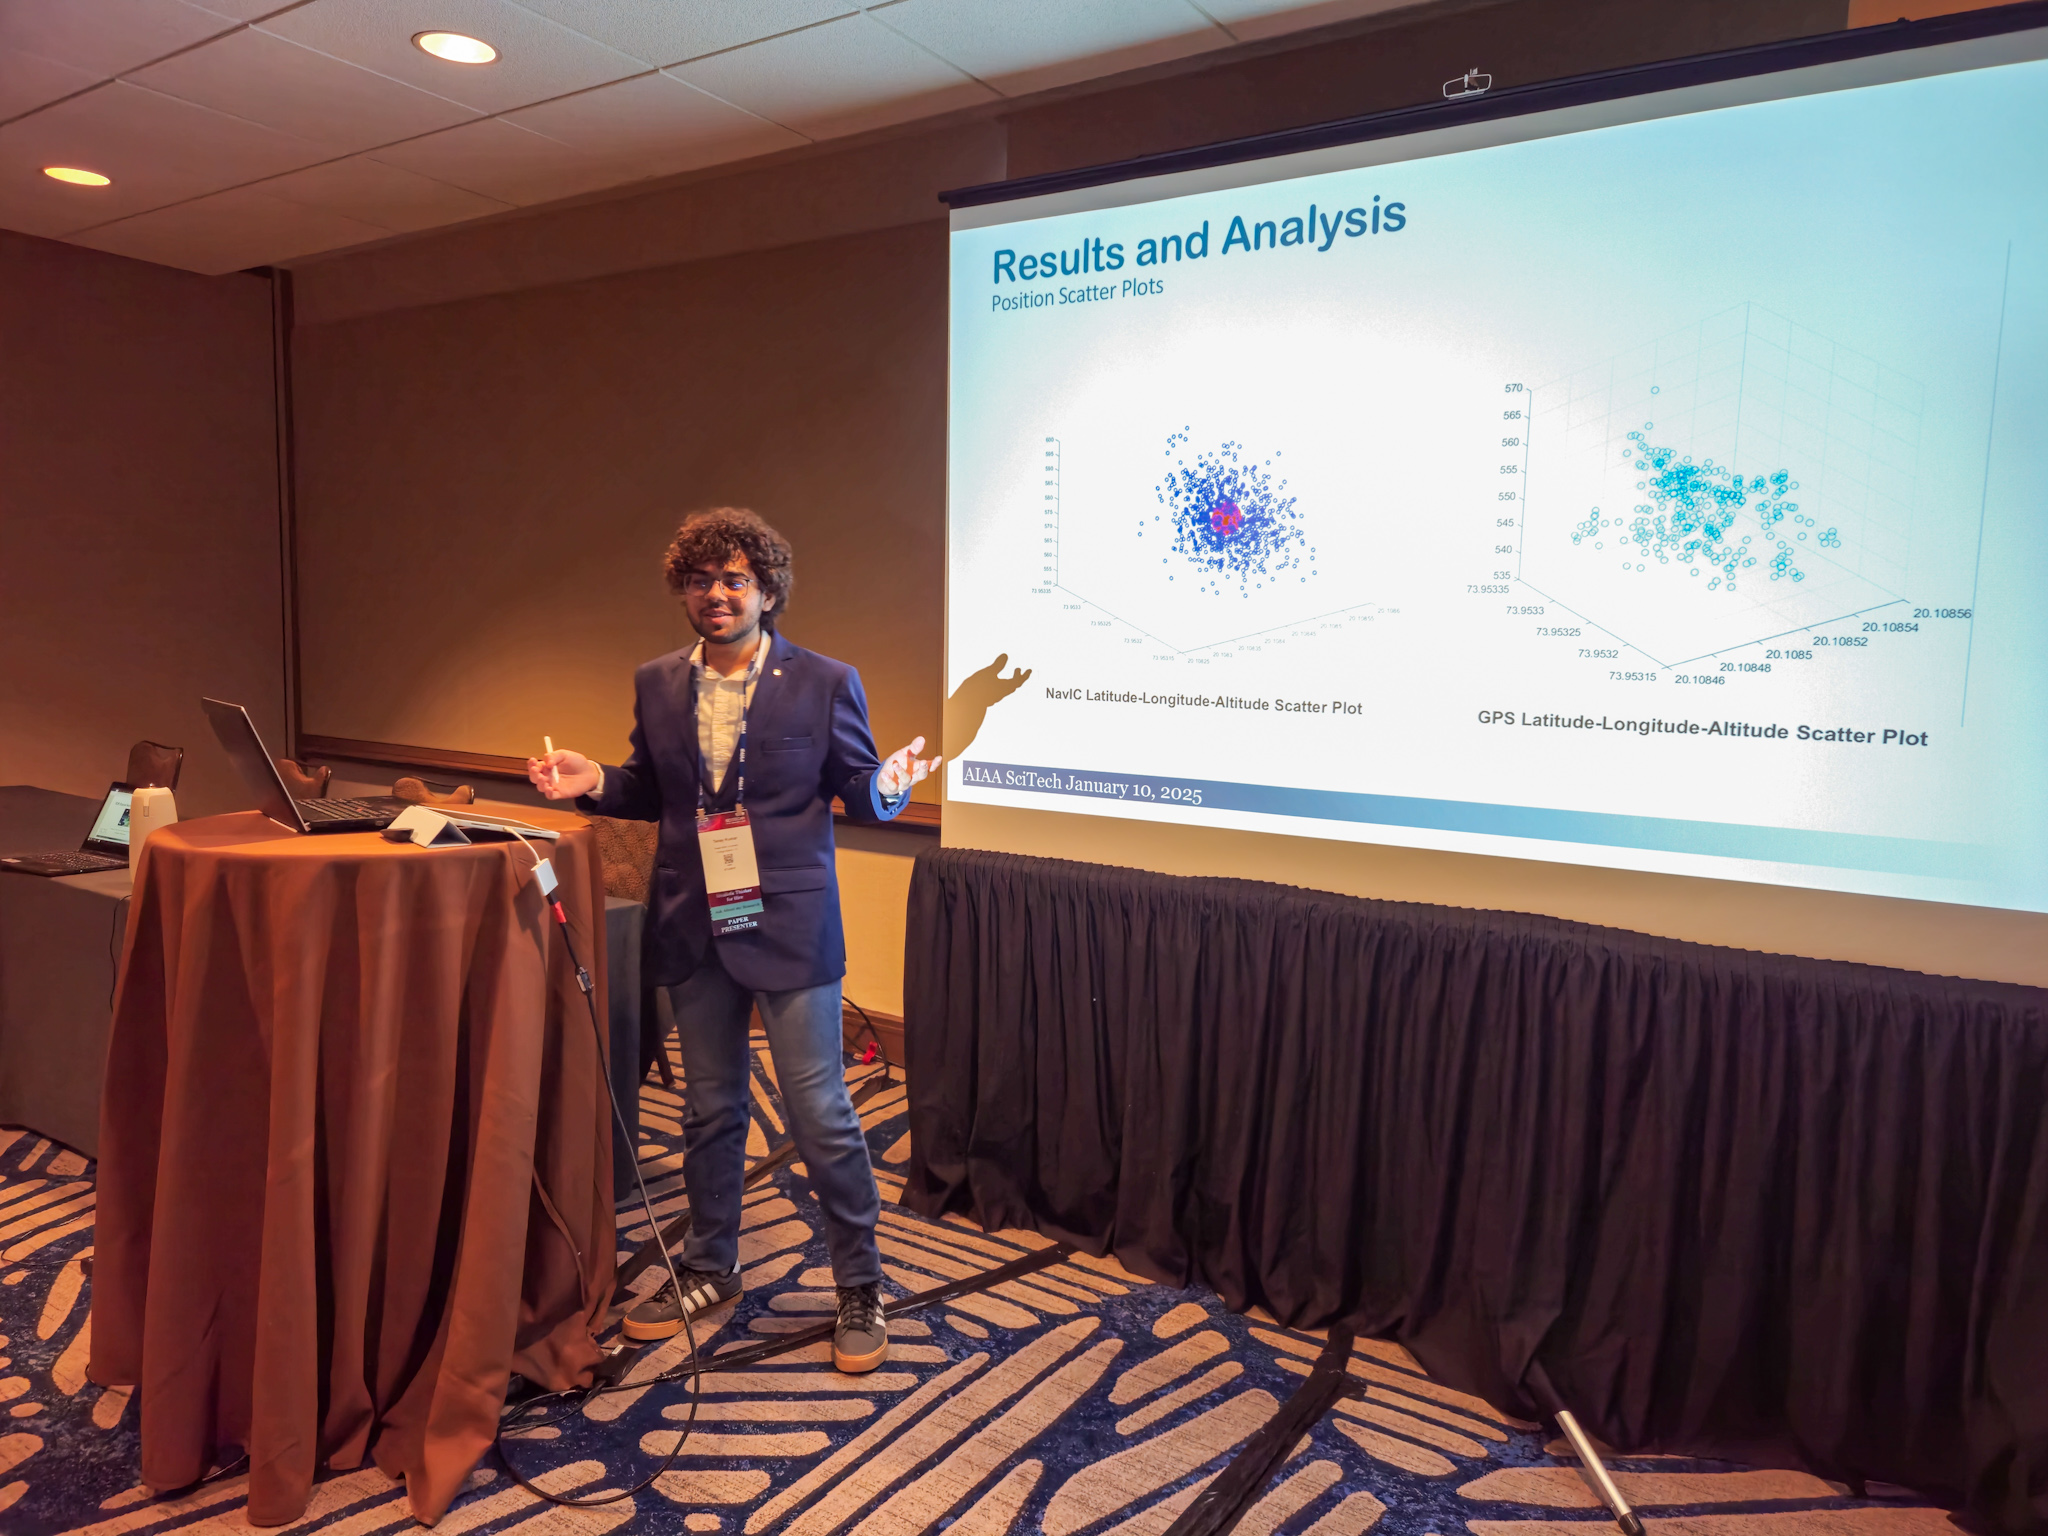 Results and Analysis
Position Scatter Plots
570
565
560
555
550
545
540
535
73.95335
73.9533
73.95325
73.9532
73.95315
20.10856
20.10854
20.10852
20.1085
20.10848
20.10846
NavIC Latitude-Longitude-Altitude Scatter Plot
GPS Latitude-Longitude-Altitude Scatter Plot
AIAA SciTech January 10, 2025
PAPER
PRESENTER